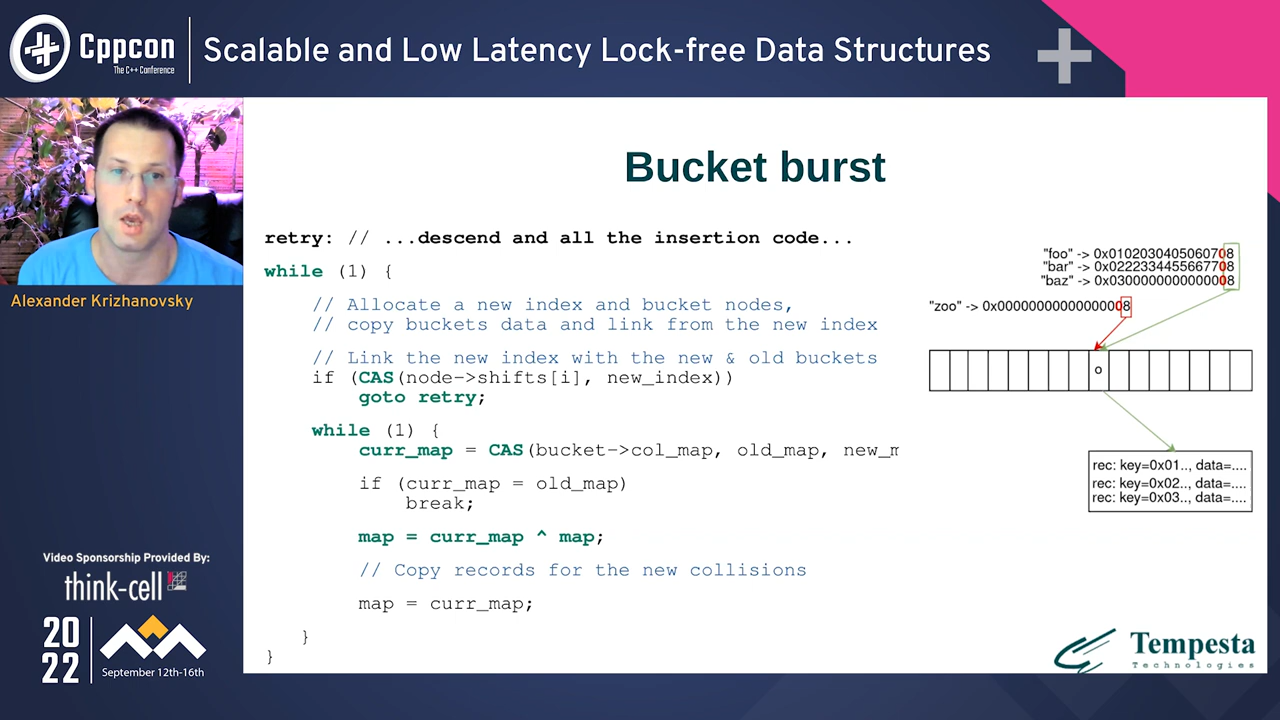 Cppcon
The C++ Conference
Scalable and Low Latency Lock-free Data Structures
Alexander Krizhanovsky
Video Sponsorship Provided By:
think-cell
20
22
September 12th-16th
Bucket burst
retry: // ...descend and all the insertion code...
while (1) {
// Allocate a new index and bucket nodes,
// copy buckets data and link from the new index
// Link the new index with the new & old buckets
if (CAS(node->shifts[i], new_index))
goto retry;
while (1) {
curr_map = CAS(bucket->col_map, old_map, new_m
if (curr_map = old_map)
break;
map = curr_map ^ map;
// Copy records for the new collisions
map = curr_map;
}
}
"foo" -> 0x0102030405060708
"bar" -> 0x0222334455667708
"baz" -> 0x0300000000000008
"zoo" -> 0x0000000000000008
o
rec: key=0x01.., data=....
rec: key=0x02.., data=....
rec: key=0x03.., data=....
Tempesta
Technologies